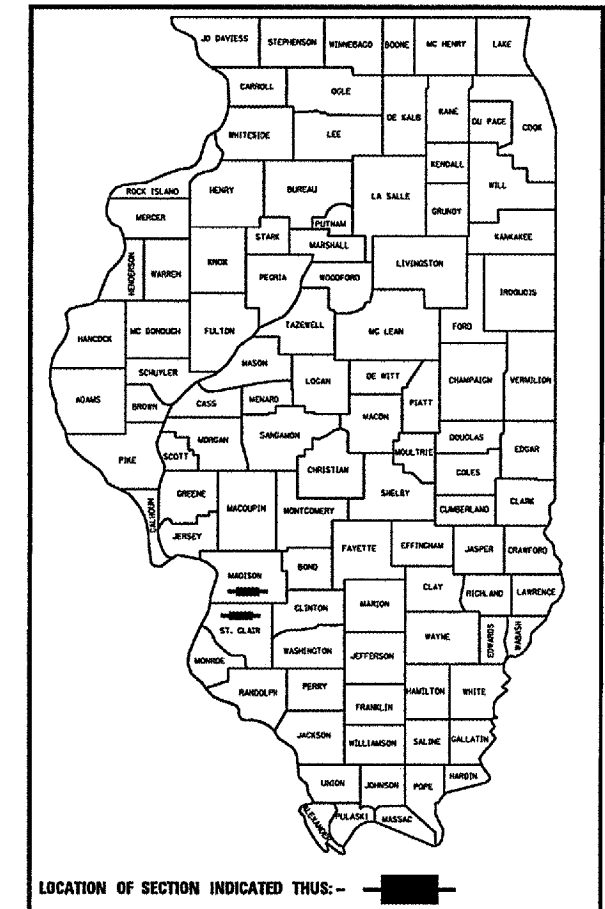 JO DAVIESS STEPHENSON WINNEBAGO BOONE MC HENRY LAKE
CARROLL OGLE DE KALB KANE DU PAGE COOK
WHITESIDE LEE KENDALL WILL
ROCK ISLAND HENRY BUREAU LA SALLE GRUNDY
MERCER PUTNAM KANKAKEE
STARK MARSHALL
HENDERSON WARREN KNOX PEORIA WOODFORD LIVINGSTON IROQUOIS
HANCOCK MC DONOUGH FULTON TAZEWELL MC LEAN FORD
SCHUYLER MASON LOGAN DE WITT CHAMPAIGN VERMILION
ADAMS BROWN CASS MENARD MACON PIATT
PIKE SCOTT MORGAN SANGAMON CHRISTIAN MOULTRIE DOUGLAS EDGAR
COLES
CALHOUN GREENE MACOUPIN MONTGOMERY SHELBY CUMBERLAND CLARK
JERSEY
MADISON BOND FAYETTE EFFINGHAM JASPER CRAWFORD
CLINTON MARION CLAY RICHLAND LAWRENCE
ST. CLAIR WASHINGTON JEFFERSON WAYNE EDWARDS WABASH
MONROE
RANDOLPH PERRY FRANKLIN HAMILTON WHITE
JACKSON WILLIAMSON SALINE GALLATIN
UNION JOHNSON POPE HARDIN
ALEXANDER PULASKI MASSAC
LOCATION OF SECTION INDICATED THUS:-